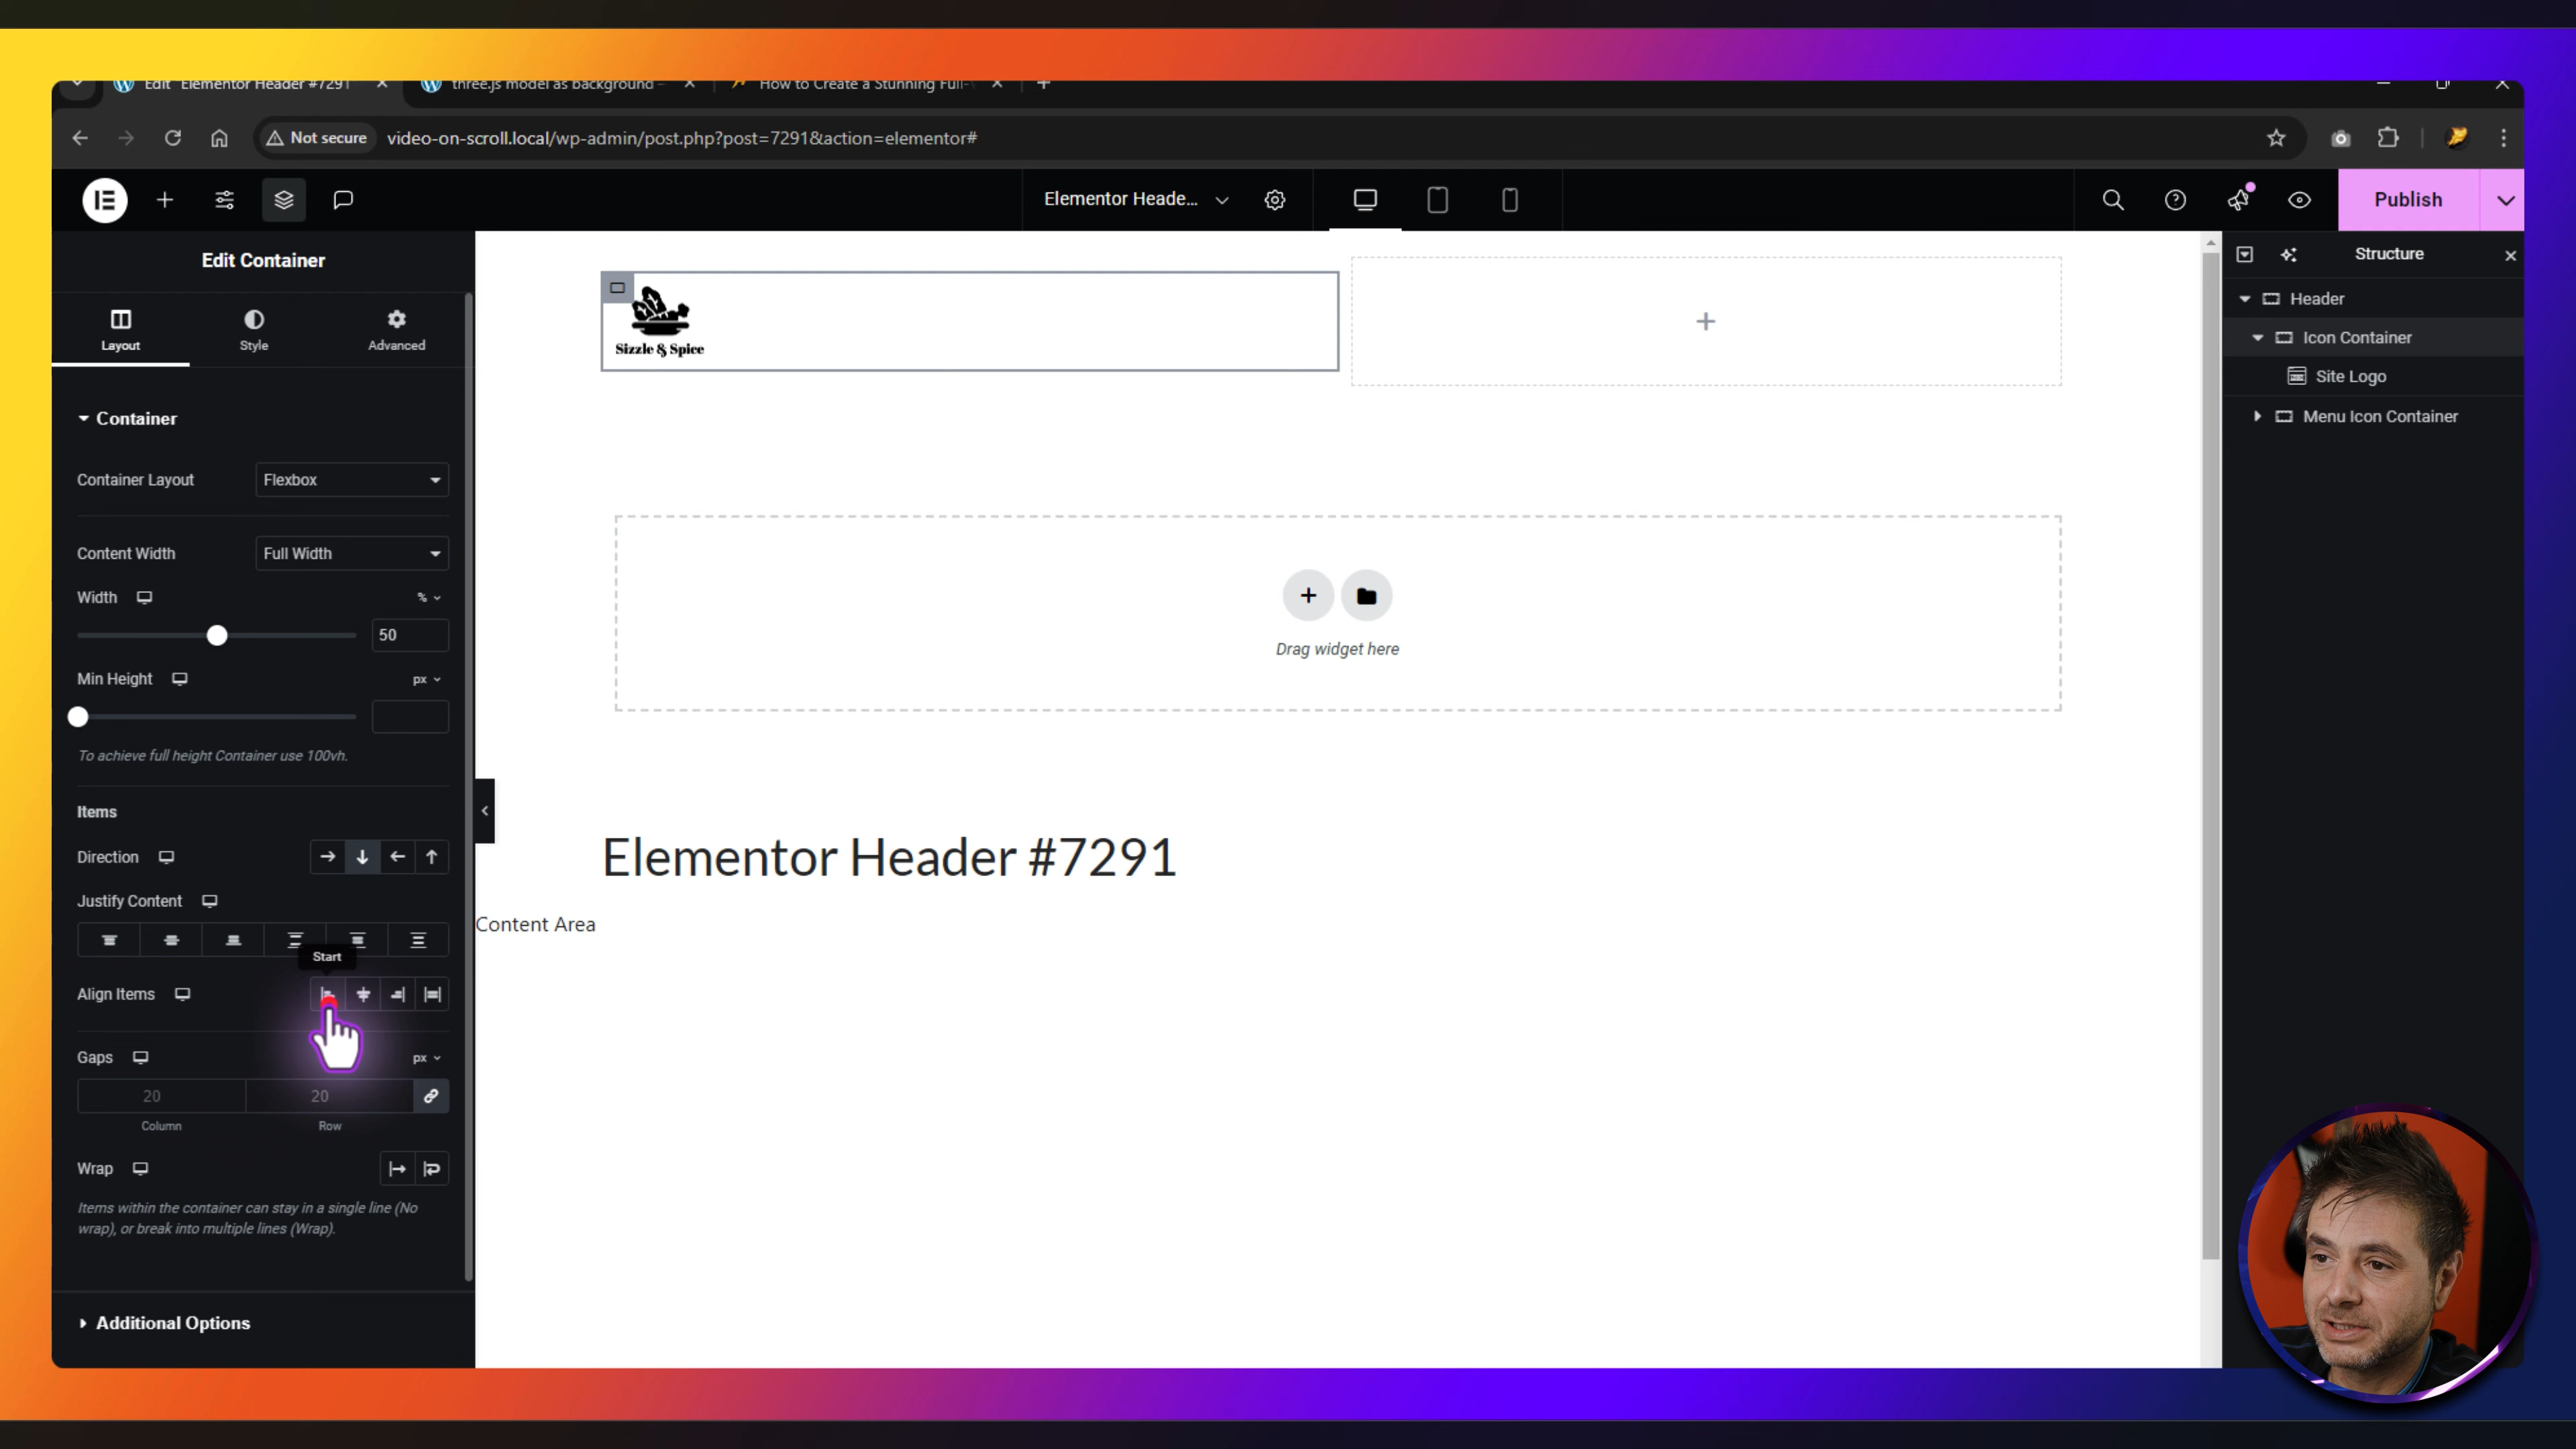 Edit "Elementor Header #7291
three.js model as background –
How to Create a Stunning Full-
Not secure
video-on-scroll.local/wp-admin/post.php?post=7291&action=elementor#
Elementor Heade...
Publish
Edit Container
Structure
Layout
Style
Advanced
Header
Icon Container
Site Logo
Menu Icon Container
Sizzle & Spice
Container
Container Layout
Flexbox
Content Width
Full Width
Width
%
50
Min Height
px
To achieve full height Container use 100vh.
Drag widget here
Items
Direction
Justify Content
Start
Align Items
Gaps
px
20
20
Column
Row
Wrap
Items within the container can stay in a single line (No
wrap), or break into multiple lines (Wrap).
Additional Options
Elementor Header #7291
Content Area